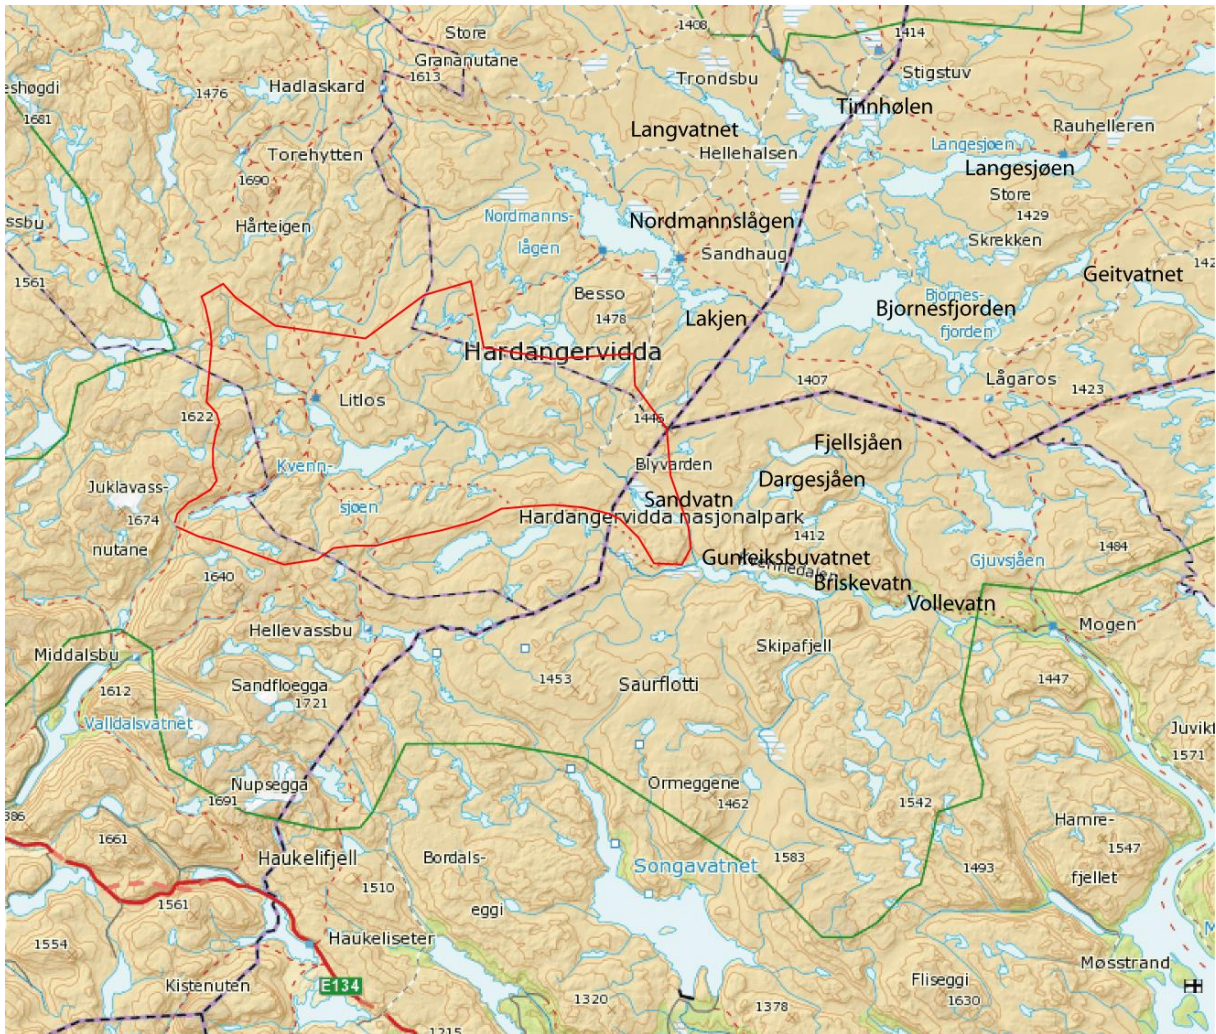 1408
1414
Store
Grananutane
1613
Trondsbu
Stigstuv
eshøgdi
1476
Hadlaskard
Tinnhølen
1681
Langvatnet
Rauhelleren
Torehytten
Hellehalsen
Langesjøen
Langesjøen
1690
Store
1429
ssbu
Hårteigen
Nordmanns-
lågen
Nordmannslågen
Sandhaug
Skrekken
1561
142
Geitvatnet
Besso
1478
Bjornes-
fjorden
Bjornesfjorden
Lakjen
Hardangervidda
1407
Lågaros
1423
Litlos
1622
1446
Fjellsjåen
Kvenn-
sjøen
Blyvarden
Dargesjåen
Juklavass-
nutane
1674
Sandvatn
Hardangervidda nasjonalpark
1412
1484
Gunleiksbuvatnet
Gjuvsjåen
1640
Briskevatn
Vollevatn
Hellevassbu
Mogen
Middalsbu
Skipafjell
1612
Sandfloegga
1721
1453
Saurflotti
1447
Valldalsvatnet
Juvikf
1571
Nupsegga
1691
Ormeggene
1462
1542
386
1661
Hamre-
fjellet
1547
Haukelifjell
Bordals-
eggi
1583
1493
Songavatnet
1510
1561
1554
Haukeliseter
Møsstrand
M
Kistenuten
E134
Fliseggi
1630
1320
1378
1215